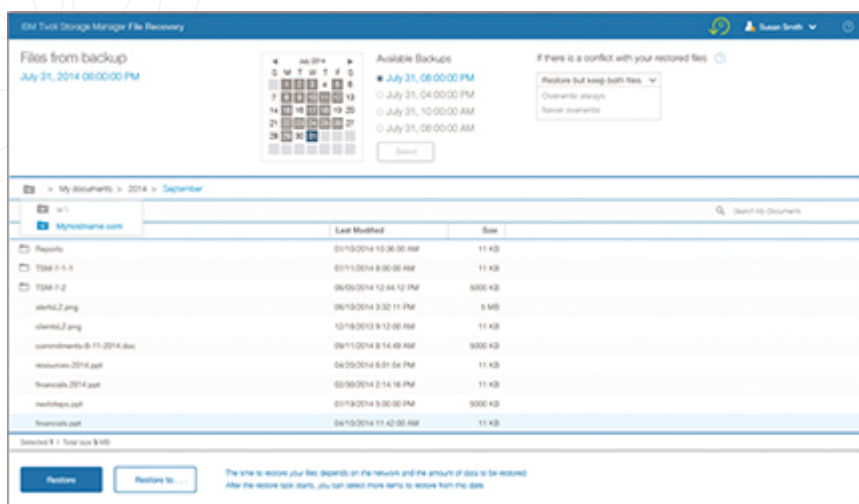 IBM Tivoli Storage Manager File Recovery
Susan Smith
Files from backup
July 31, 2014 08:00:00 PM
July 2014
S M T W T F S
Available Backups
July 31, 08:00:00 PM
July 31, 04:00:00 PM
July 31, 10:00:00 AM
July 31, 08:00:00 AM
Select
If there is a conflict with your restored files
Restore but keep both files
Overwrite always
Never overwrite
> My documents > 2014 > September
w:\
Myhostname.com
Search My Documents
Last Modified Size
Reports 01/10/2014 10:36:00 AM 11 KB
TSM-7-1-1 01/11/2014 8:00:00 AM 11 KB
TSM-7-2 06/05/2014 12:44:12 PM 5000 KB
alertsL2.png 06/10/2014 3:32:11 PM 5 MB
clientsL2.png 12/18/2013 9:12:00 AM 11 KB
commitments-8-11-2014.doc 09/11/2014 8:14:49 AM 5000 KB
resources-2014.ppt 04/20/2014 6:01:04 PM 11 KB
financials 2014.ppt 02/30/2014 2:14:16 PM 11 KB
nextsteps.ppt 01/19/2014 5:00:00 PM 5000 KB
financials.ppt 04/10/2014 11:42:00 AM 11 KB
Selected 1 | Total size 5 MB
Restore
Restore to . . .
The time to restore your files depends on the network and the amount of data to be restored.
After the restore task starts, you can select more items to restore from this date.